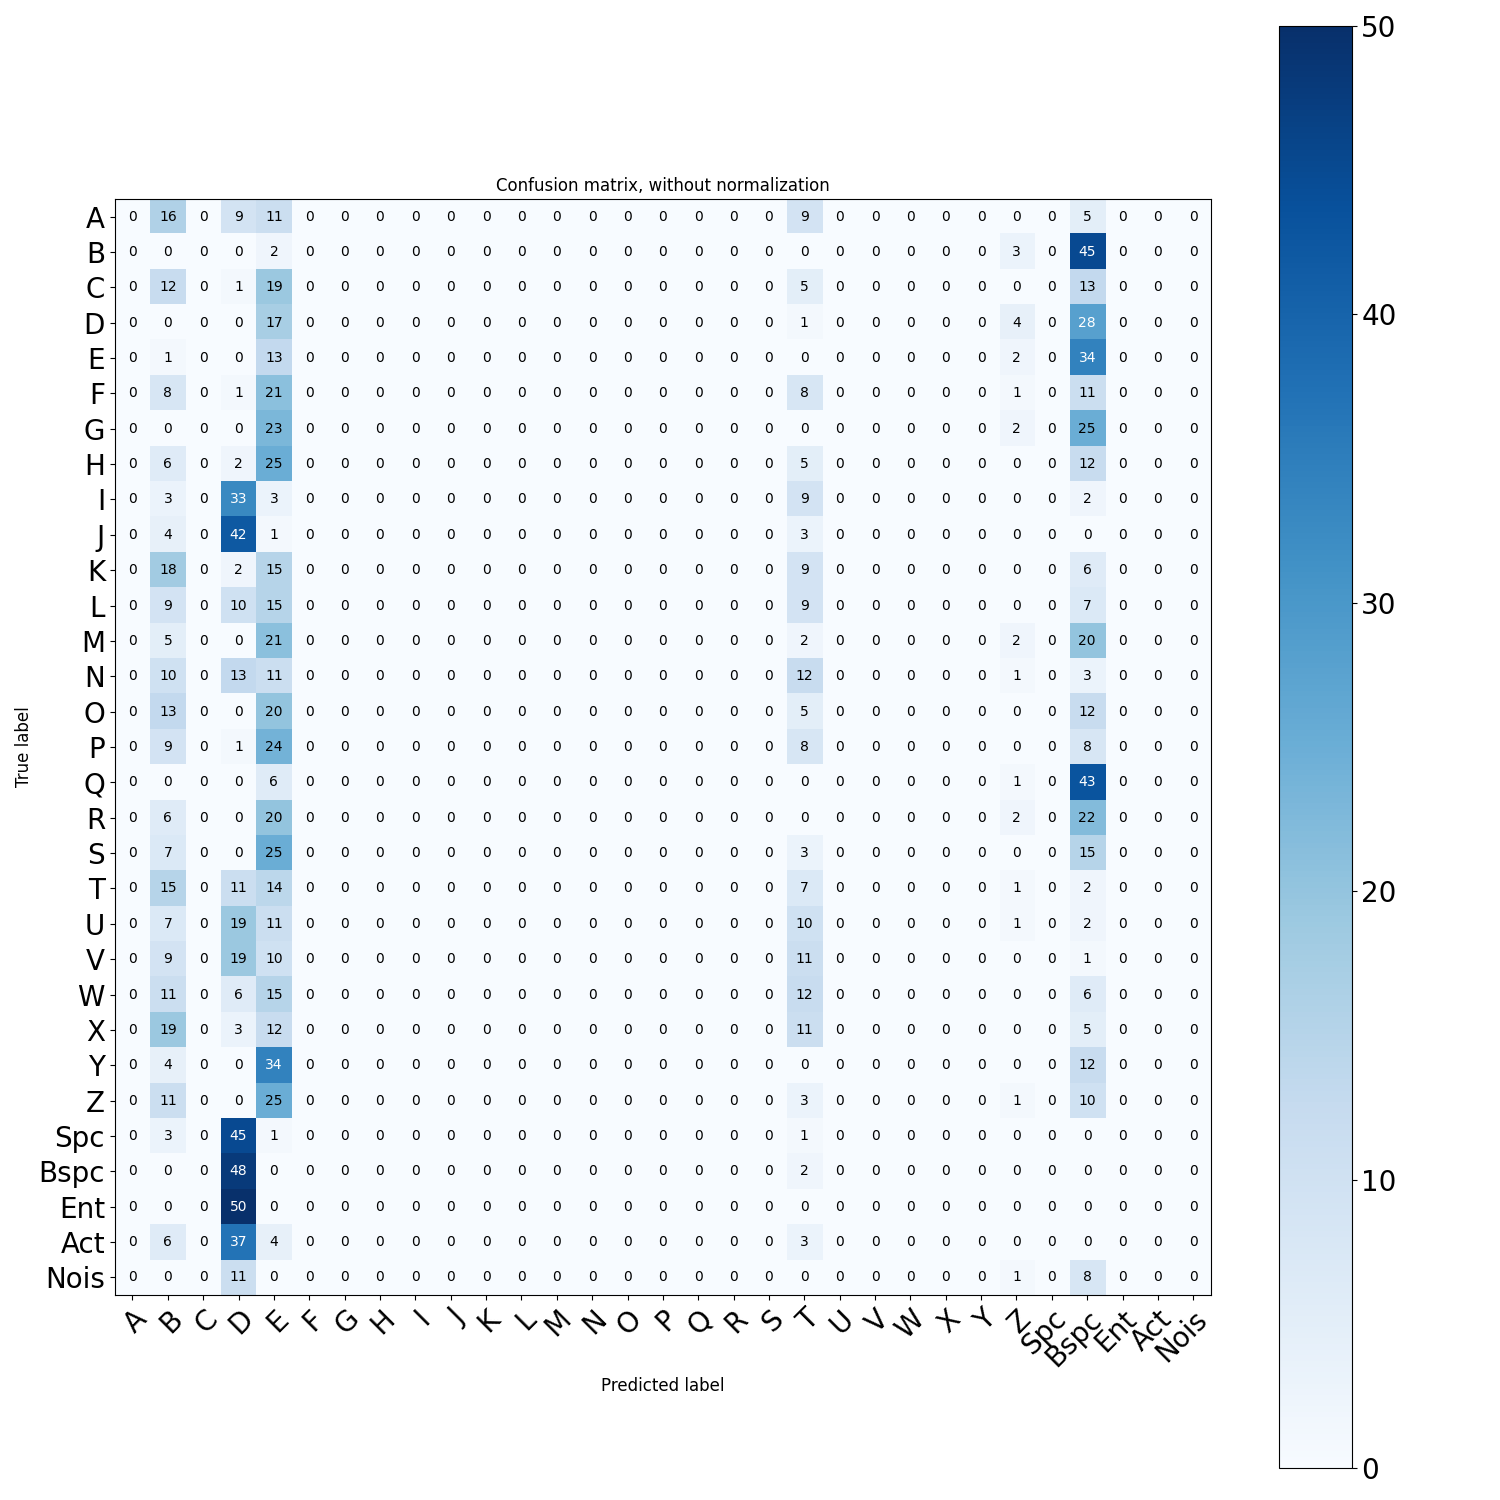 Confusion matrix, without normalization
A 0 16 0 9 11 0 0 0 0 0 0 0 0 0 0 0 0 0 0 9 0 0 0 0 0 0 0 5 0 0 0
B 0 0 0 0 2 0 0 0 0 0 0 0 0 0 0 0 0 0 0 0 0 0 0 0 0 3 0 45 0 0 0
C 0 12 0 1 19 0 0 0 0 0 0 0 0 0 0 0 0 0 0 5 0 0 0 0 0 0 0 13 0 0 0
D 0 0 0 0 17 0 0 0 0 0 0 0 0 0 0 0 0 0 0 1 0 0 0 0 0 4 0 28 0 0 0
E 0 1 0 0 13 0 0 0 0 0 0 0 0 0 0 0 0 0 0 0 0 0 0 0 0 2 0 34 0 0 0
F 0 8 0 1 21 0 0 0 0 0 0 0 0 0 0 0 0 0 0 8 0 0 0 0 0 1 0 11 0 0 0
G 0 0 0 0 23 0 0 0 0 0 0 0 0 0 0 0 0 0 0 0 0 0 0 0 0 2 0 25 0 0 0
H 0 6 0 2 25 0 0 0 0 0 0 0 0 0 0 0 0 0 0 5 0 0 0 0 0 0 0 12 0 0 0
I 0 3 0 33 3 0 0 0 0 0 0 0 0 0 0 0 0 0 0 9 0 0 0 0 0 0 0 2 0 0 0
J 0 4 0 42 1 0 0 0 0 0 0 0 0 0 0 0 0 0 0 3 0 0 0 0 0 0 0 0 0 0 0
K 0 18 0 2 15 0 0 0 0 0 0 0 0 0 0 0 0 0 0 9 0 0 0 0 0 0 0 6 0 0 0
L 0 9 0 10 15 0 0 0 0 0 0 0 0 0 0 0 0 0 0 9 0 0 0 0 0 0 0 7 0 0 0
M 0 5 0 0 21 0 0 0 0 0 0 0 0 0 0 0 0 0 0 2 0 0 0 0 0 2 0 20 0 0 0
N 0 10 0 13 11 0 0 0 0 0 0 0 0 0 0 0 0 0 0 12 0 0 0 0 0 1 0 3 0 0 0
O 0 13 0 0 20 0 0 0 0 0 0 0 0 0 0 0 0 0 0 5 0 0 0 0 0 0 0 12 0 0 0
P 0 9 0 1 24 0 0 0 0 0 0 0 0 0 0 0 0 0 0 8 0 0 0 0 0 0 0 8 0 0 0
Q 0 0 0 0 6 0 0 0 0 0 0 0 0 0 0 0 0 0 0 0 0 0 0 0 0 1 0 43 0 0 0
R 0 6 0 0 20 0 0 0 0 0 0 0 0 0 0 0 0 0 0 0 0 0 0 0 0 2 0 22 0 0 0
S 0 7 0 0 25 0 0 0 0 0 0 0 0 0 0 0 0 0 0 3 0 0 0 0 0 0 0 15 0 0 0
T 0 15 0 11 14 0 0 0 0 0 0 0 0 0 0 0 0 0 0 7 0 0 0 0 0 1 0 2 0 0 0
U 0 7 0 19 11 0 0 0 0 0 0 0 0 0 0 0 0 0 0 10 0 0 0 0 0 1 0 2 0 0 0
V 0 9 0 19 10 0 0 0 0 0 0 0 0 0 0 0 0 0 0 11 0 0 0 0 0 0 0 1 0 0 0
W 0 11 0 6 15 0 0 0 0 0 0 0 0 0 0 0 0 0 0 12 0 0 0 0 0 0 0 6 0 0 0
X 0 19 0 3 12 0 0 0 0 0 0 0 0 0 0 0 0 0 0 11 0 0 0 0 0 0 0 5 0 0 0
Y 0 4 0 0 34 0 0 0 0 0 0 0 0 0 0 0 0 0 0 0 0 0 0 0 0 0 0 12 0 0 0
Z 0 11 0 0 25 0 0 0 0 0 0 0 0 0 0 0 0 0 0 3 0 0 0 0 0 1 0 10 0 0 0
Spc 0 3 0 45 1 0 0 0 0 0 0 0 0 0 0 0 0 0 0 1 0 0 0 0 0 0 0 0 0 0 0
Bspc 0 0 0 48 0 0 0 0 0 0 0 0 0 0 0 0 0 0 0 2 0 0 0 0 0 0 0 0 0 0 0
Ent 0 0 0 50 0 0 0 0 0 0 0 0 0 0 0 0 0 0 0 0 0 0 0 0 0 0 0 0 0 0 0
Act 0 6 0 37 4 0 0 0 0 0 0 0 0 0 0 0 0 0 0 3 0 0 0 0 0 0 0 0 0 0 0
Nois 0 0 0 11 0 0 0 0 0 0 0 0 0 0 0 0 0 0 0 0 0 0 0 0 0 1 0 8 0 0 0
A B C D E F G H I J K L M N O P Q R S T U V W X Y Z Spc Bspc Ent Act Nois
Predicted label
True label
50
40
30
20
10
0